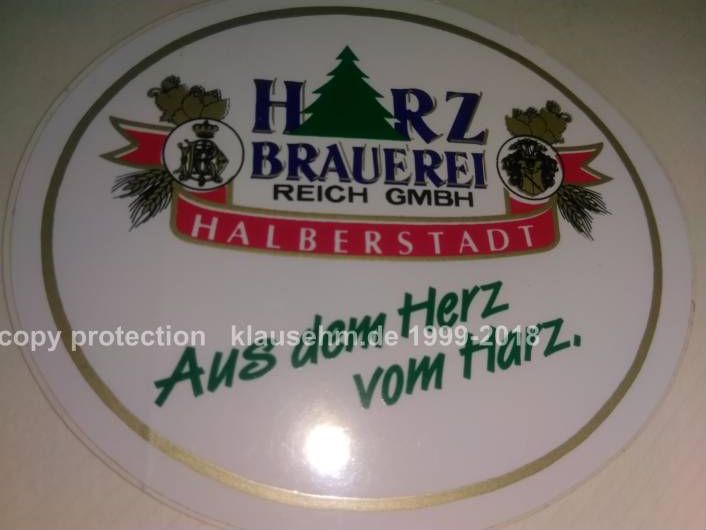 HARZ
BRAUEREI
REICH GMBH
HALBERSTADT
Aus dem Herz
vom Harz.
copy protection klausehm.de 1999-2018